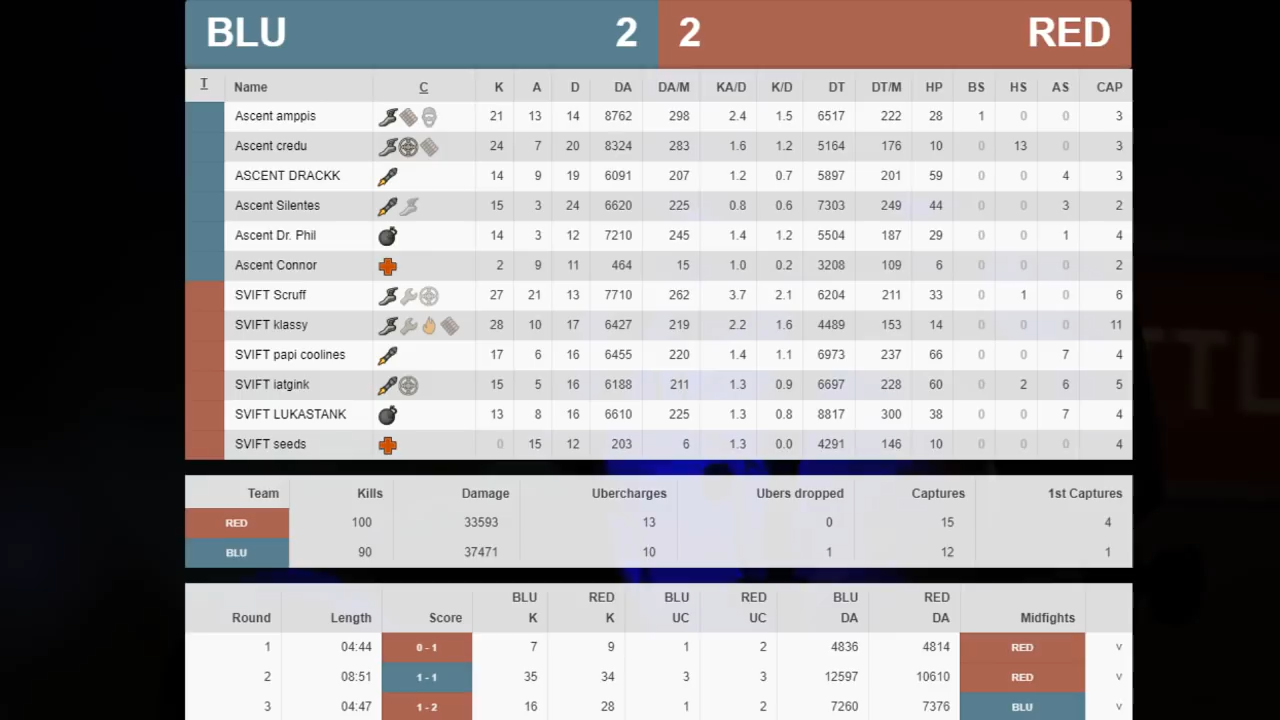 BLU 2 2 RED
T Name C K A D DA DA/M KA/D K/D DT DT/M HP BS HS AS CAP
Ascent amppis 21 13 14 8762 298 2.4 1.5 6517 222 28 1 0 0 3
Ascent credu 24 7 20 8324 283 1.6 1.2 5164 176 10 0 13 0 3
ASCENT DRACKK 14 9 19 6091 207 1.2 0.7 5897 201 59 0 0 4 3
Ascent Silentes 15 3 24 6620 225 0.8 0.6 7303 249 44 0 0 3 2
Ascent Dr. Phil 14 3 12 7210 245 1.4 1.2 5504 187 29 0 0 1 4
Ascent Connor 2 9 11 464 15 1.0 0.2 3208 109 6 0 0 0 2
SVIFT Scruff 27 21 13 7710 262 3.7 2.1 6204 211 33 0 1 0 6
SVIFT klassy 28 10 17 6427 219 2.2 1.6 4489 153 14 0 0 0 11
SVIFT papi coolines 17 6 16 6455 220 1.4 1.1 6973 237 66 0 0 7 4
SVIFT iatgink 15 5 16 6188 211 1.3 0.9 6697 228 60 0 2 6 5
SVIFT LUKASTANK 13 8 16 6610 225 1.3 0.8 8817 300 38 0 0 7 4
SVIFT seeds 0 15 12 203 6 1.3 0.0 4291 146 10 0 0 0 4
Team Kills Damage Ubercharges Ubers dropped Captures 1st Captures
RED 100 33593 13 0 15 4
BLU 90 37471 10 1 12 1
BLU RED BLU RED BLU RED
Round Length Score K K UC UC DA DA Midfights
1 04:44 0 - 1 7 9 1 2 4836 4814 RED v
2 08:51 1 - 1 35 34 3 3 12597 10610 RED v
3 04:47 1 - 2 16 28 1 2 7260 7376 BLU v